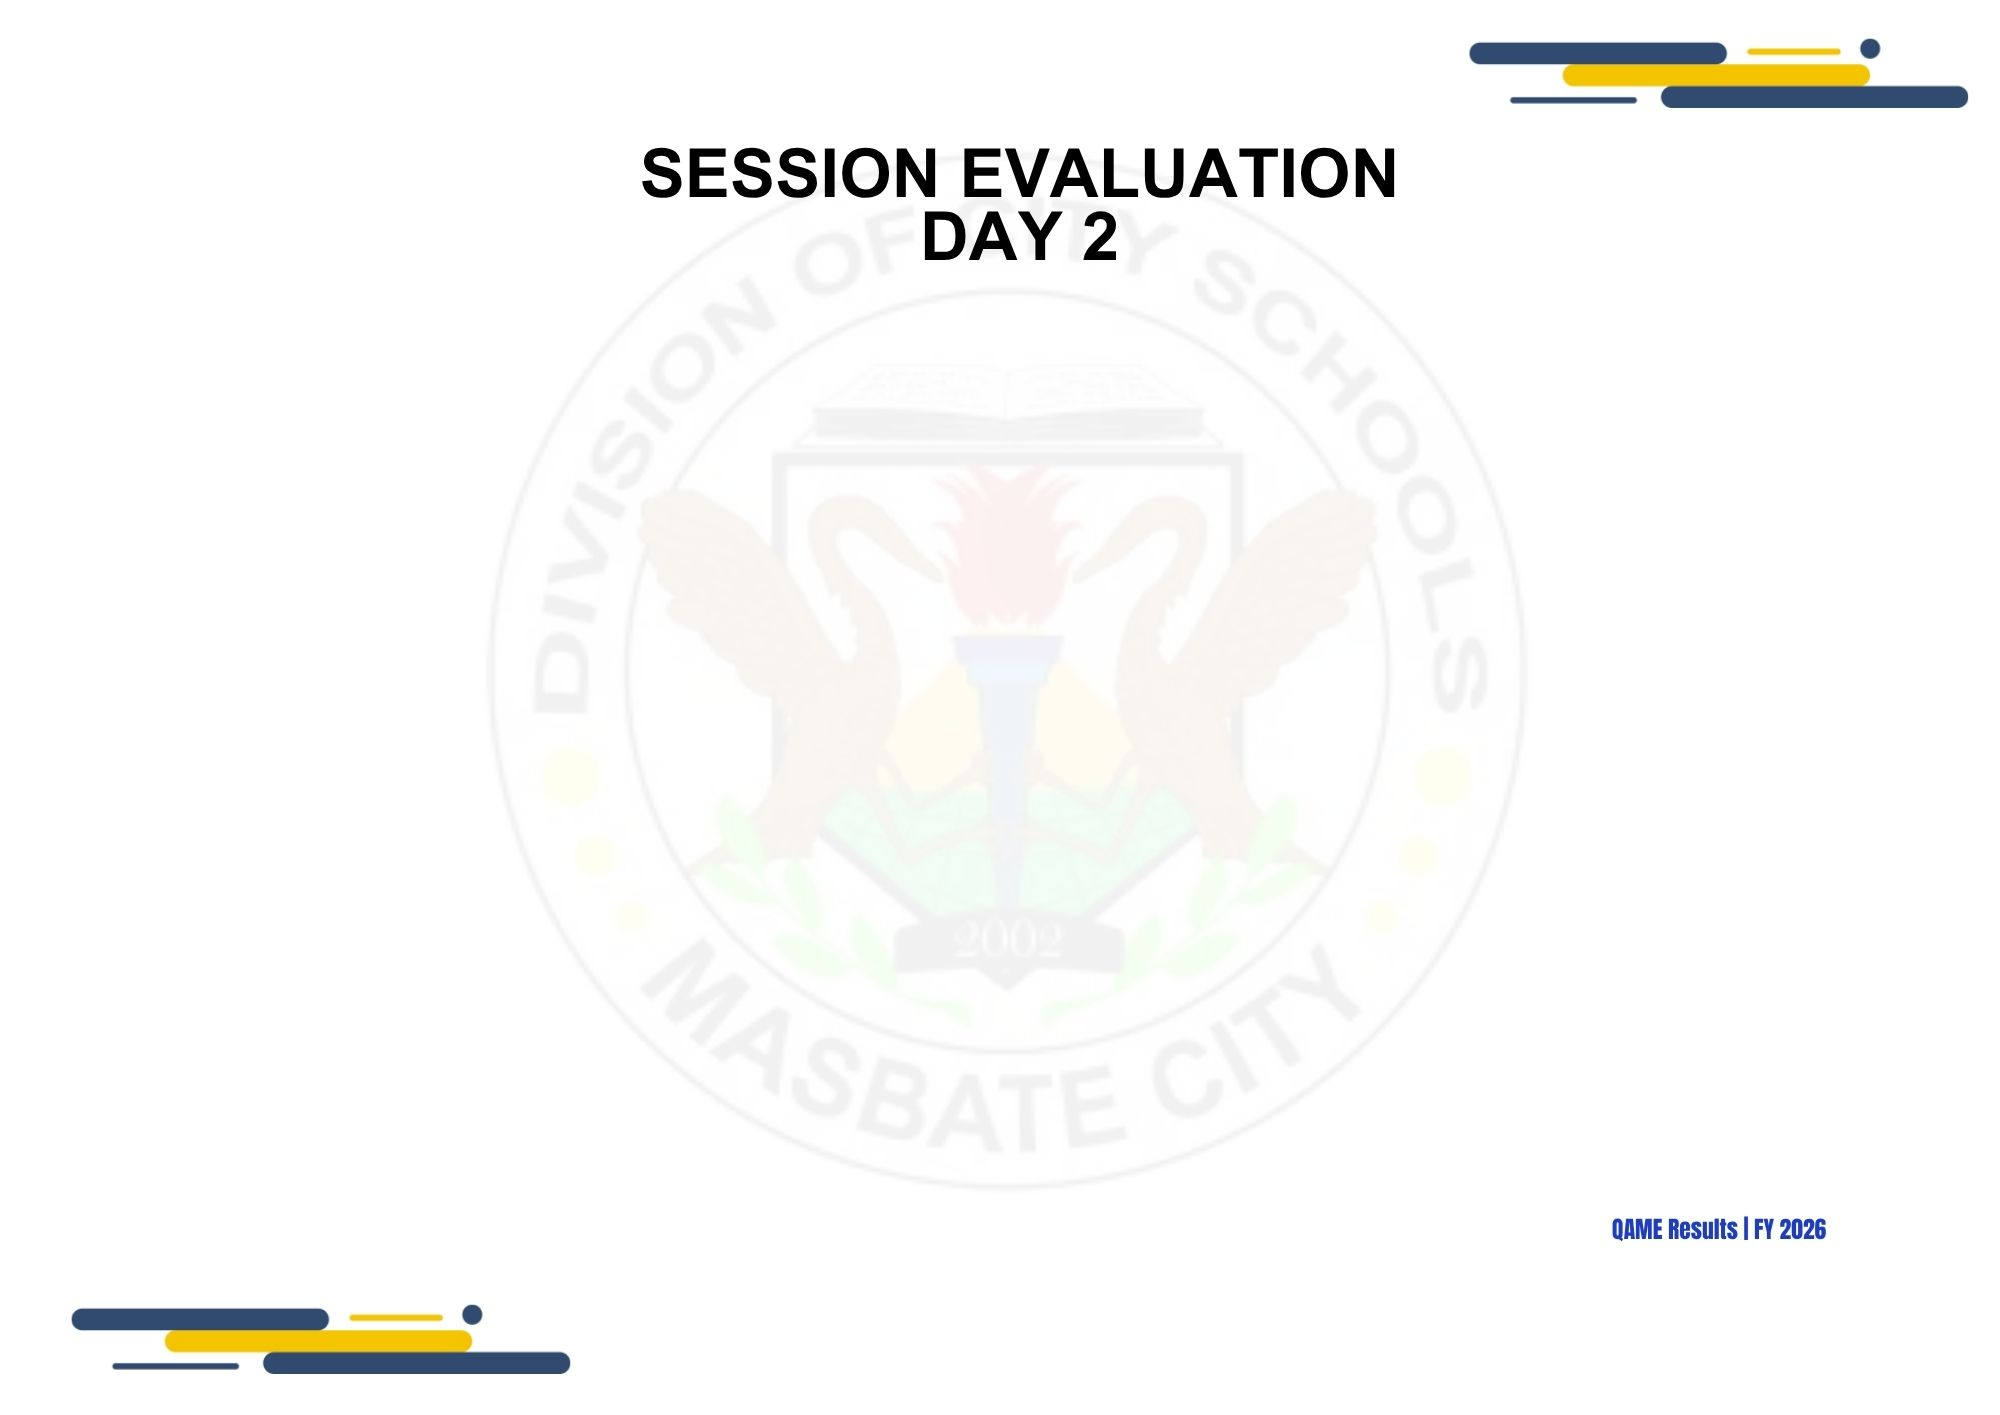 SESSION EVALUATION
DAY 2
DIVISION OF CITY SCHOOLS
2002
MASBATE CITY
QAME Results | FY 2026